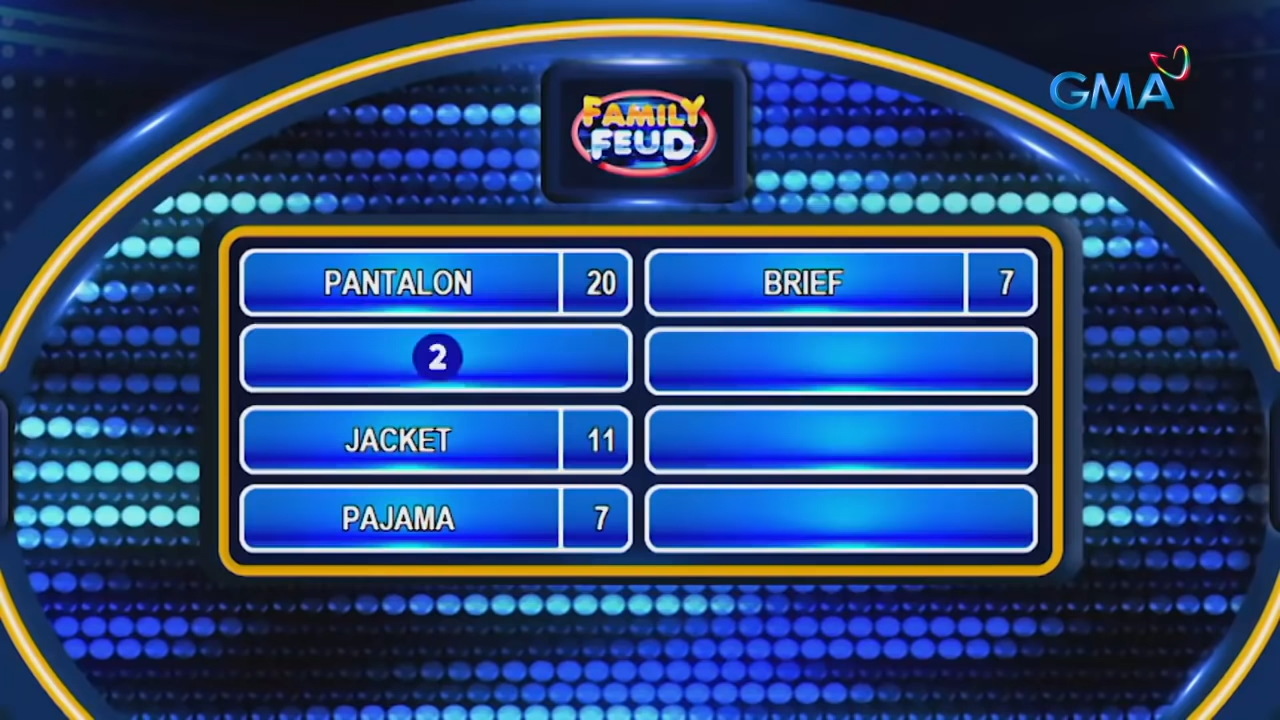 GMA
FAMILY
FEUD
PANTALON 20
BRIEF 7
2
JACKET 11
PAJAMA 7